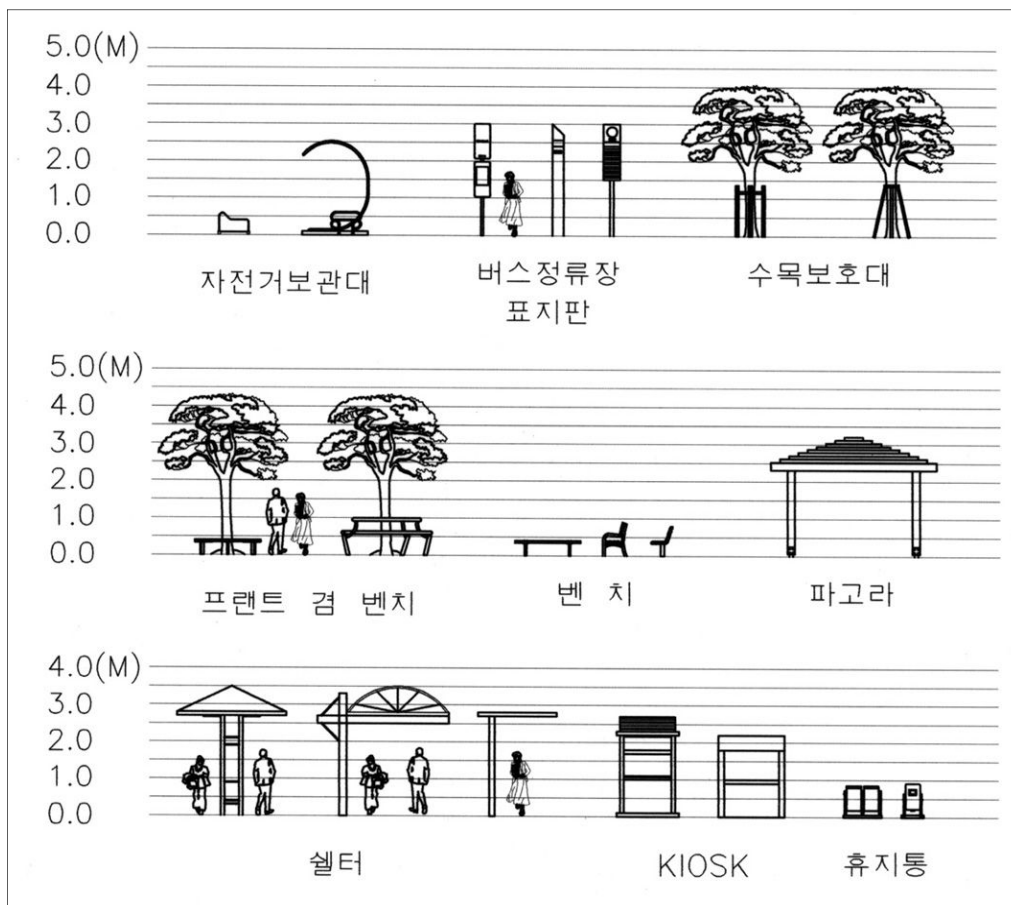 5.0(M)
4.0
3.0
2.0
1.0
0.0
자전거보관대
버스정류장
표지판
수목보호대
5.0(M)
4.0
3.0
2.0
1.0
0.0
프랜트 겸 벤치
벤 치
파고라
4.0(M)
3.0
2.0
1.0
0.0
쉘터
KIOSK
휴지통